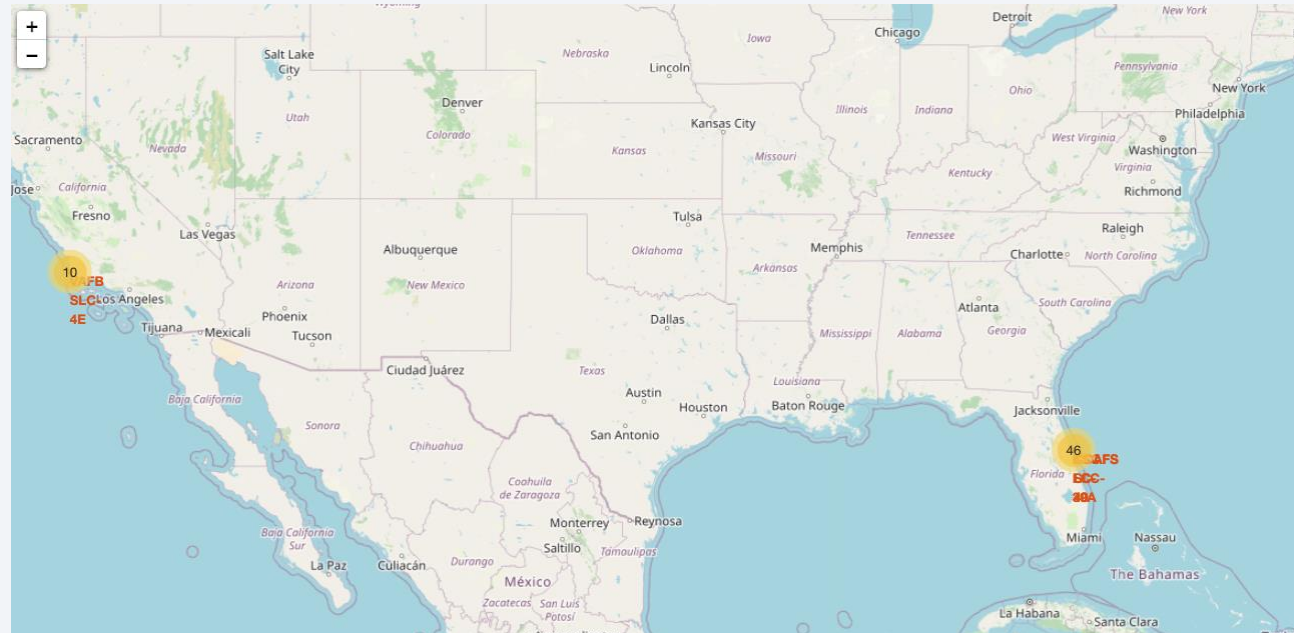 +
−
Wyoming
Detroit
New York
Chicago
Iowa
Nebraska
Salt Lake
City
Lincoln
Pennsylvania
New York
Denver
Utah
Illinois
Indiana
Ohio
Philadelphia
Kansas City
Colorado
Sacramento
Nevada
West Virginia
Washington
Kansas
Missouri
Virginia
Kentucky
Jose
California
Richmond
Fresno
Tulsa
Las Vegas
Raleigh
Tennessee
Albuquerque
Oklahoma
Memphis
Charlotte
North Carolina
Arkansas
10
VAFB
Arizona
New Mexico
SLC-
Los Angeles
South Carolina
Atlanta
4E
Phoenix
Dallas
Tijuana
Mexicali
Tucson
Mississippi
Alabama
Georgia
Ciudad Juárez
Texas
Louisiana
Baja California
Austin
Houston
Baton Rouge
Jacksonville
Sonora
San Antonio
Chihuahua
46
Florida
Coahuila
de Zaragoza
Monterrey
Reynosa
Baja California
Sur
Miami
Nassau
Saltillo
Tamaulipas
Durango
La Paz
Culiacán
The Bahamas
México
Zacatecas
San Luis
Potosí
La Habana
Santa Clara